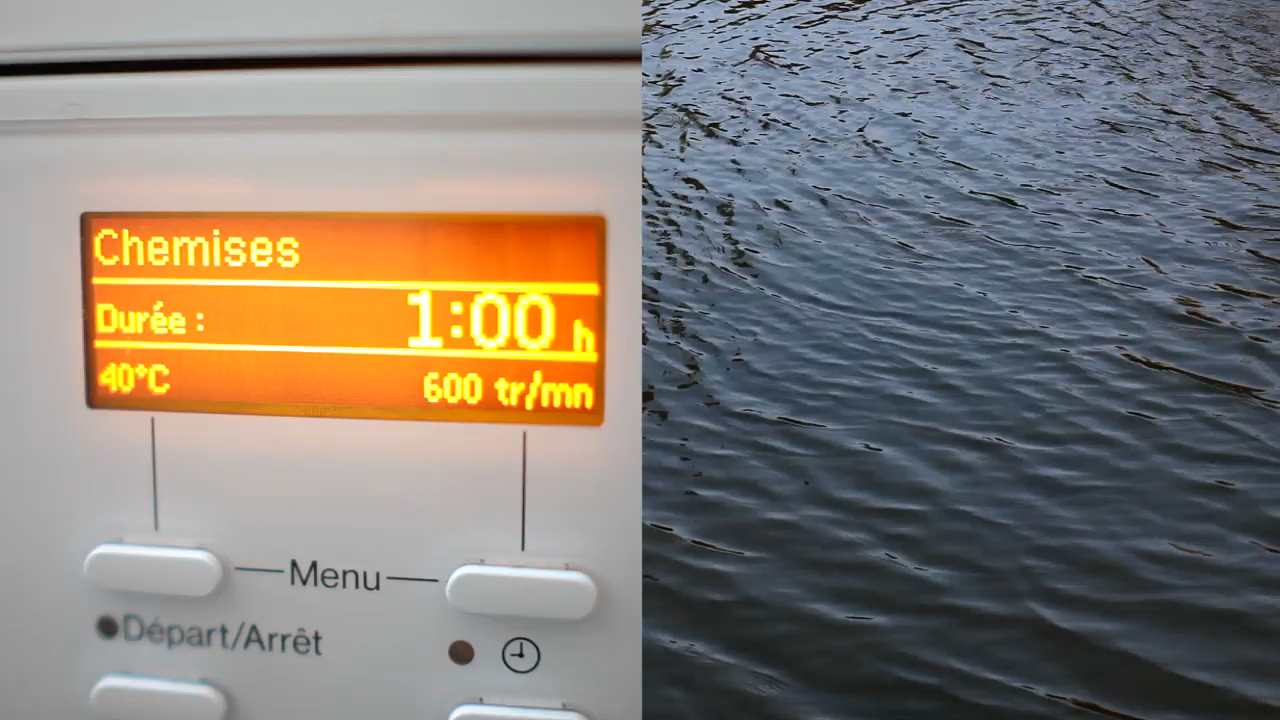 Chemises
Durée : 1:00 h
40°C 600 tr/mn
Menu
Départ/Arrêt